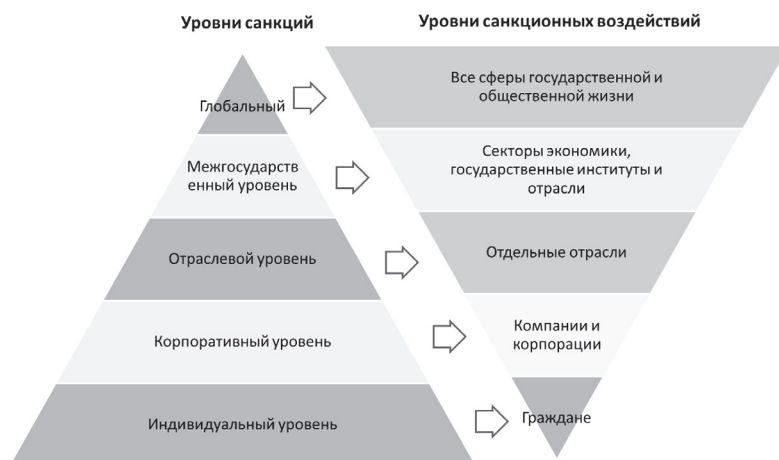 Уровни санкций
Уровни санкционных воздействий
Глобальный
Все сферы государственной и
общественной жизни
Межгосударств
енный уровень
Секторы экономики,
государственные институты и
отрасли
Отраслевой уровень
Отдельные отрасли
Корпоративный уровень
Компании и
корпорации
Индивидуальный уровень
Граждане